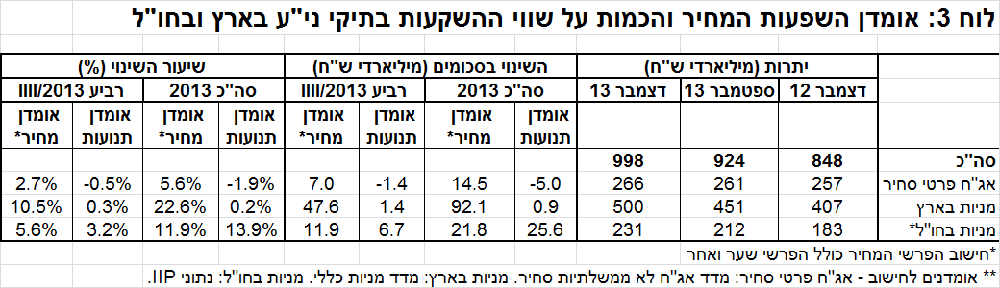 לוח 3: אומדן השפעות המחיר והכמות על שווי ההשקעות בתיקי ני"ע בארץ ובחו"ל
יתרות (מיליארדי ש"ח) השינוי בסכומים (מיליארדי ש"ח) שיעור השינוי (%)
דצמבר 12 ספטמבר 13 דצמבר 13 סה"כ 2013 רביע IIII/2013 סה"כ 2013 רביע IIII/2013
אומדן תנועות אומדן מחיר* אומדן תנועות אומדן מחיר* אומדן תנועות אומדן מחיר* אומדן תנועות אומדן מחיר*
סה"כ 848 924 998
אג"ח פרטי סחיר 257 261 266 -5.0 14.5 -1.4 7.0 -1.9% 5.6% -0.5% 2.7%
מניות בארץ 407 451 500 0.9 92.1 1.4 47.6 0.2% 22.6% 0.3% 10.5%
מניות בחו"ל* 183 212 231 25.6 21.8 6.7 11.9 13.9% 11.9% 3.2% 5.6%
*חישוב הפרשי המחיר כולל הפרשי שער ואחר
** אומדנים לחישוב - אג"ח פרטי סחיר: מדד אג"ח לא ממשלתיות סחיר. מניות בארץ: מדד מניות כללי. מניות בחו"ל: נתוני IIP.